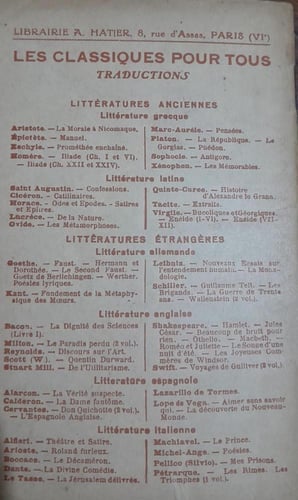 LIBRAIRIE A. HATIER, 8, rue d'Assas, PARIS (VIᵉ)
LES CLASSIQUES POUR TOUS
TRADUCTIONS
LITTÉRATURES ANCIENNES
Littérature grecque
Aristote. — La Morale à Nicomaque.
Épictète. — Manuel.
Eschyle. — Prométhée enchaîné.
Homère. — Iliade (Ch. I et VI).
— Iliade (Ch. XXII et XXIV).
Marc-Aurèle. — Pensées.
Platon. — La République. — Le
Gorgias. — Phédon.
Sophocle. — Antigone.
Xénophon. — Les Mémorables.
Littérature latine
Saint Augustin. — Confessions.
Cicéron. — Catilinaires.
Horace. — Odes et Epodes. — Satires
et Epîtres.
Lucrèce. — De la Nature.
Ovide. — Les Métamorphoses.
Quinte-Curce. — Histoire
d'Alexandre le Grand.
Tacite. — Extraits.
Virgile. — Bucoliques et Géorgiques.
— Enéide (I-VI). — Enéide (VII-
XII).
LITTÉRATURES ÉTRANGÈRES
Littérature allemande
Goethe. — Faust. — Hermann et
Dorothée. — Le Second Faust. —
Goetz de Berlichingen. — Werther.
Poésies lyriques.
Kant. — Fondement de la Métaphy-
sique des Mœurs.
Leibniz. — Nouveaux Essais sur
l'entendement humain. — La Mona-
dologie.
Schiller. — Guillaume Tell. — Les
Brigands. — La Guerre de Trente
ans. — Wallenstein (2 vol.).
Littérature anglaise
Bacon. — La Dignité des Sciences
(Livre I).
Milton. — Le Paradis perdu (2 vol.).
Reynolds. — Discours sur l'Art.
Scott (W.) — Quentin Durward.
Stuart Mill. — De l'Utilitarisme.
Shakespeare. — Hamlet. — Jules
César. — Beaucoup de bruit pour
rien. — Othello. — Macbeth. —
Roméo et Juliette. — Le Songe d'une
nuit d'été. — Les Joyeuses Com-
mères de Windsor.
Swift. — Voyages de Gulliver (2 vol.).
Litterature espagnole
Alarcon. — La Vérité suspecte.
Calderon. — La Dame fantôme.
Cervantes. — Don Quichotte (2 vol.).
— L'Espagnole Anglaise.
Lazarillo de Tormes.
Lope de Vega. — Aimer sans savoir
qui. — La découverte du Nouveau-
Monde.
Littérature italienne
Alfieri. — Théâtre et Satire.
Arioste. — Roland furieux.
Boccace. — Le Décaméron.
Dante. — La Divine Comédie.
Le Tasse. — La Jérusalem délivrée.
Machiavel. — Le Prince.
Michel-Ange. — Poésies.
Pellico (Silvio). — Mes Prisons.
Pétrarque. — Les Rimes. Les
Triomphes (1 vol.).